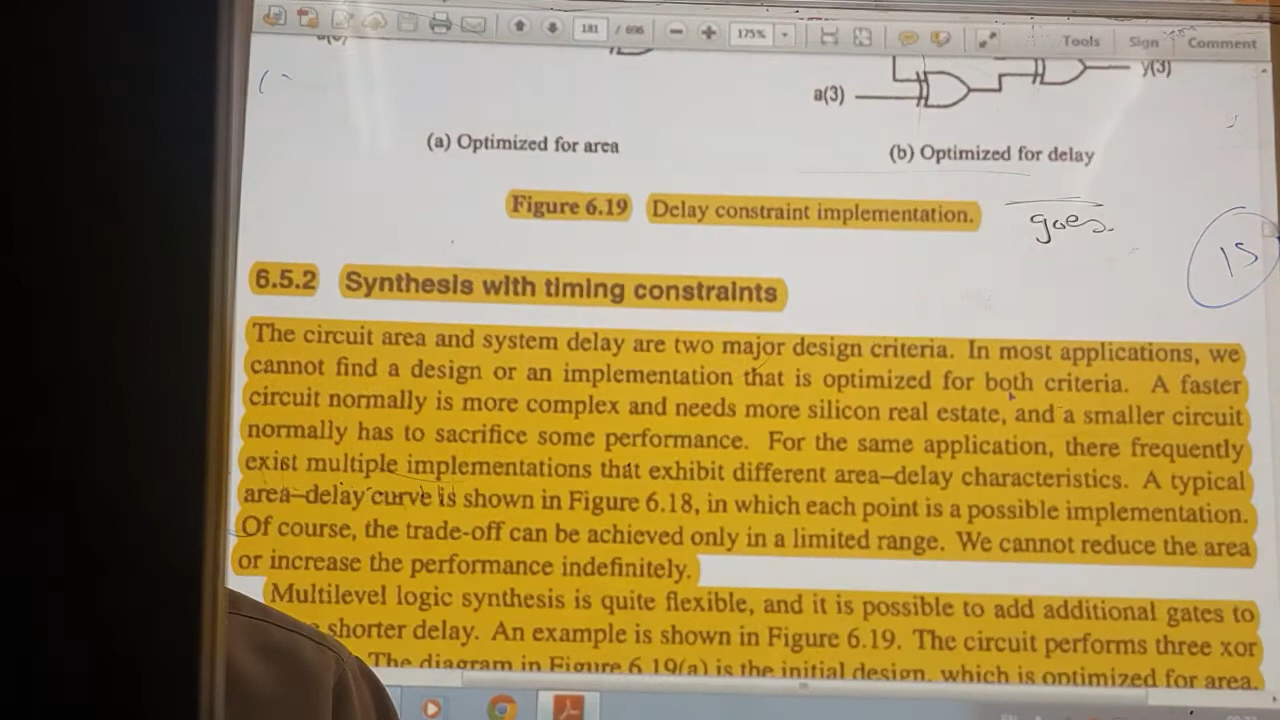 181 / 696
175%
Tools Sign Comment
y(3)
a(3)
(a) Optimized for area
(b) Optimized for delay
Figure 6.19 Delay constraint implementation.
goes.
15
6.5.2 Synthesis with timing constraints
The circuit area and system delay are two major design criteria. In most applications, we
cannot find a design or an implementation that is optimized for both criteria. A faster
circuit normally is more complex and needs more silicon real estate, and a smaller circuit
normally has to sacrifice some performance. For the same application, there frequently
exist multiple implementations that exhibit different area–delay characteristics. A typical
area–delay curve is shown in Figure 6.18, in which each point is a possible implementation.
Of course, the trade-off can be achieved only in a limited range. We cannot reduce the area
or increase the performance indefinitely.
Multilevel logic synthesis is quite flexible, and it is possible to add additional gates to
shorter delay. An example is shown in Figure 6.19. The circuit performs three xor
The diagram in Figure 6.19(a) is the initial design, which is optimized for area.